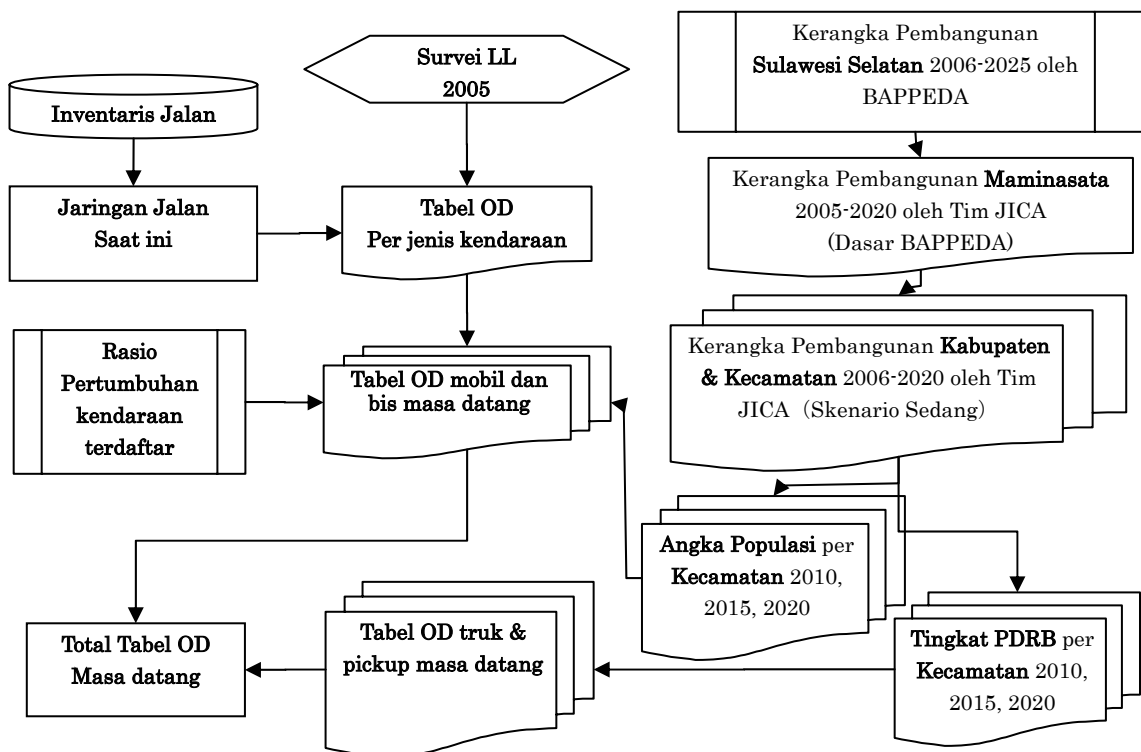 Survei LL
2005
Kerangka Pembangunan
Sulawesi Selatan 2006-2025 oleh
BAPPEDA
Inventaris Jalan
Jaringan Jalan
Saat ini
Tabel OD
Per jenis kendaraan
Kerangka Pembangunan Maminasata
2005-2020 oleh Tim JICA
(Dasar BAPPEDA)
Rasio
Pertumbuhan
kendaraan
terdaftar
Tabel OD mobil dan
bis masa datang
Kerangka Pembangunan Kabupaten
& Kecamatan 2006-2020 oleh Tim
JICA (Skenario Sedang)
Angka Populasi per
Kecamatan 2010,
2015, 2020
Total Tabel OD
Masa datang
Tabel OD truk &
pickup masa datang
Tingkat PDRB per
Kecamatan 2010,
2015, 2020